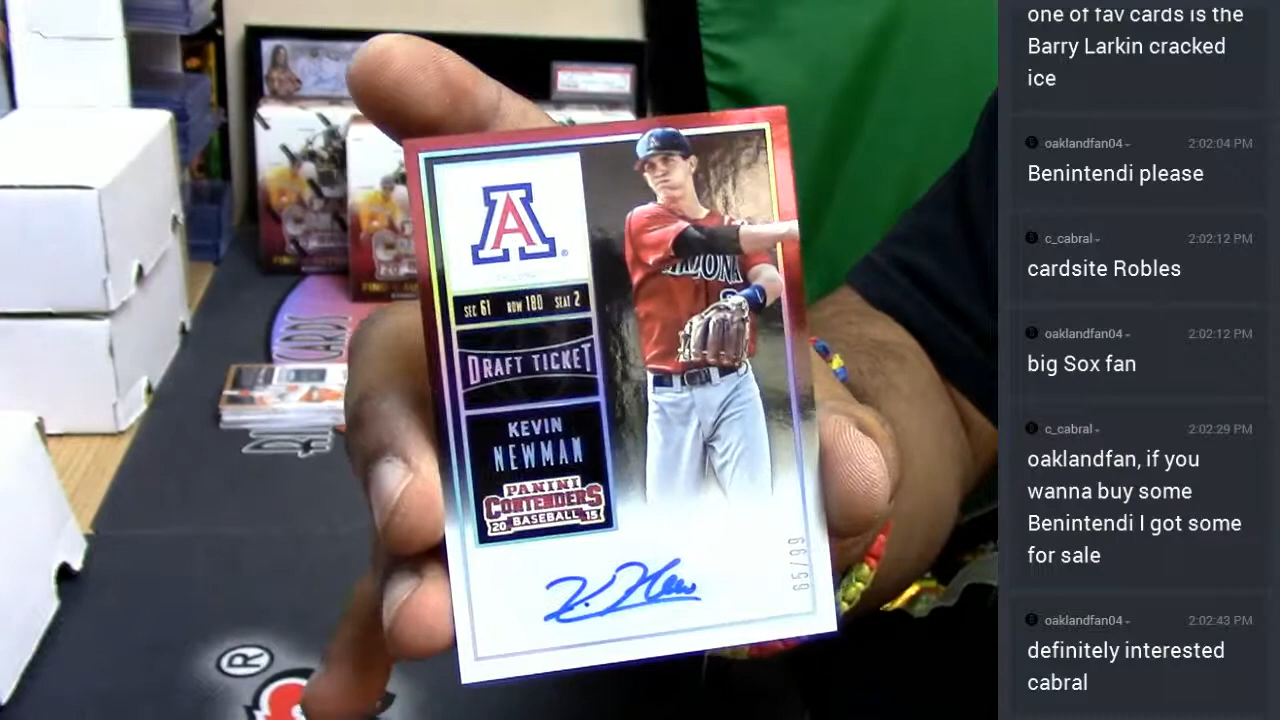 A
®
SEC 61 ROW 180 SEAT 2
DRAFT TICKET
KEVIN
NEWMAN
PANINI
CONTENDERS
20 BASEBALL 15
ARIZONA
65/99
CARDS
®
one of fav cards is the
Barry Larkin cracked
ice
oaklandfan04 2:02:04 PM
Benintendi please
c_cabral 2:02:12 PM
cardsite Robles
oaklandfan04 2:02:12 PM
big Sox fan
c_cabral 2:02:29 PM
oaklandfan, if you
wanna buy some
Benintendi I got some
for sale
oaklandfan04 2:02:43 PM
definitely interested
cabral